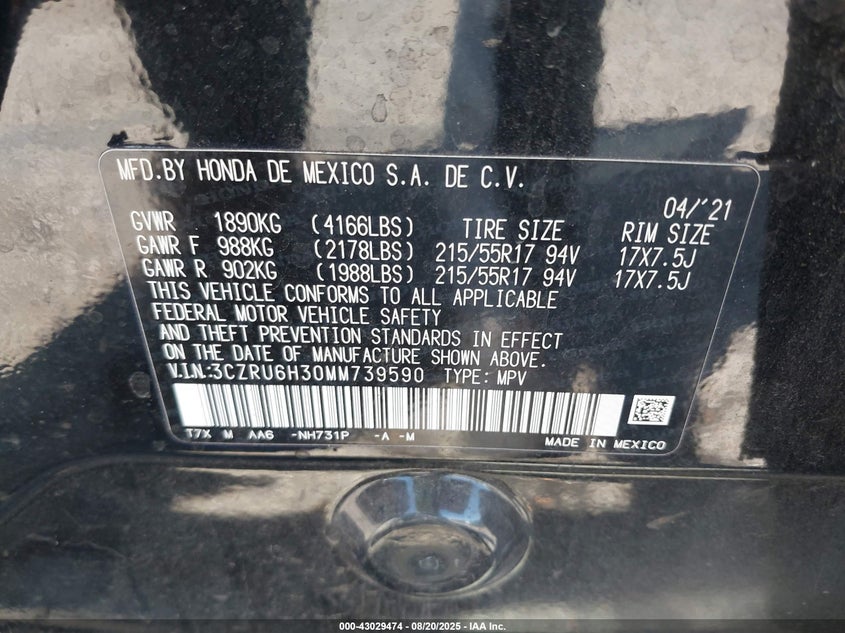 MFD.BY HONDA DE MEXICO S.A. DE C.V.
04/'21
GVWR 1890KG (4166LBS) TIRE SIZE RIM SIZE
GAWR F 988KG (2178LBS) 215/55R17 94V 17X7.5J
GAWR R 902KG (1988LBS) 215/55R17 94V 17X7.5J
THIS VEHICLE CONFORMS TO ALL APPLICABLE
FEDERAL MOTOR VEHICLE SAFETY
AND THEFT PREVENTION STANDARDS IN EFFECT
ON THE DATE OF MANUFACTURE SHOWN ABOVE.
V.I.N:3CZRU6H30MM739590 TYPE: MPV
T7X M AA6 -NH731P -A -M MADE IN MEXICO
000-43029474 - 08/20/2025 - IAA Inc.